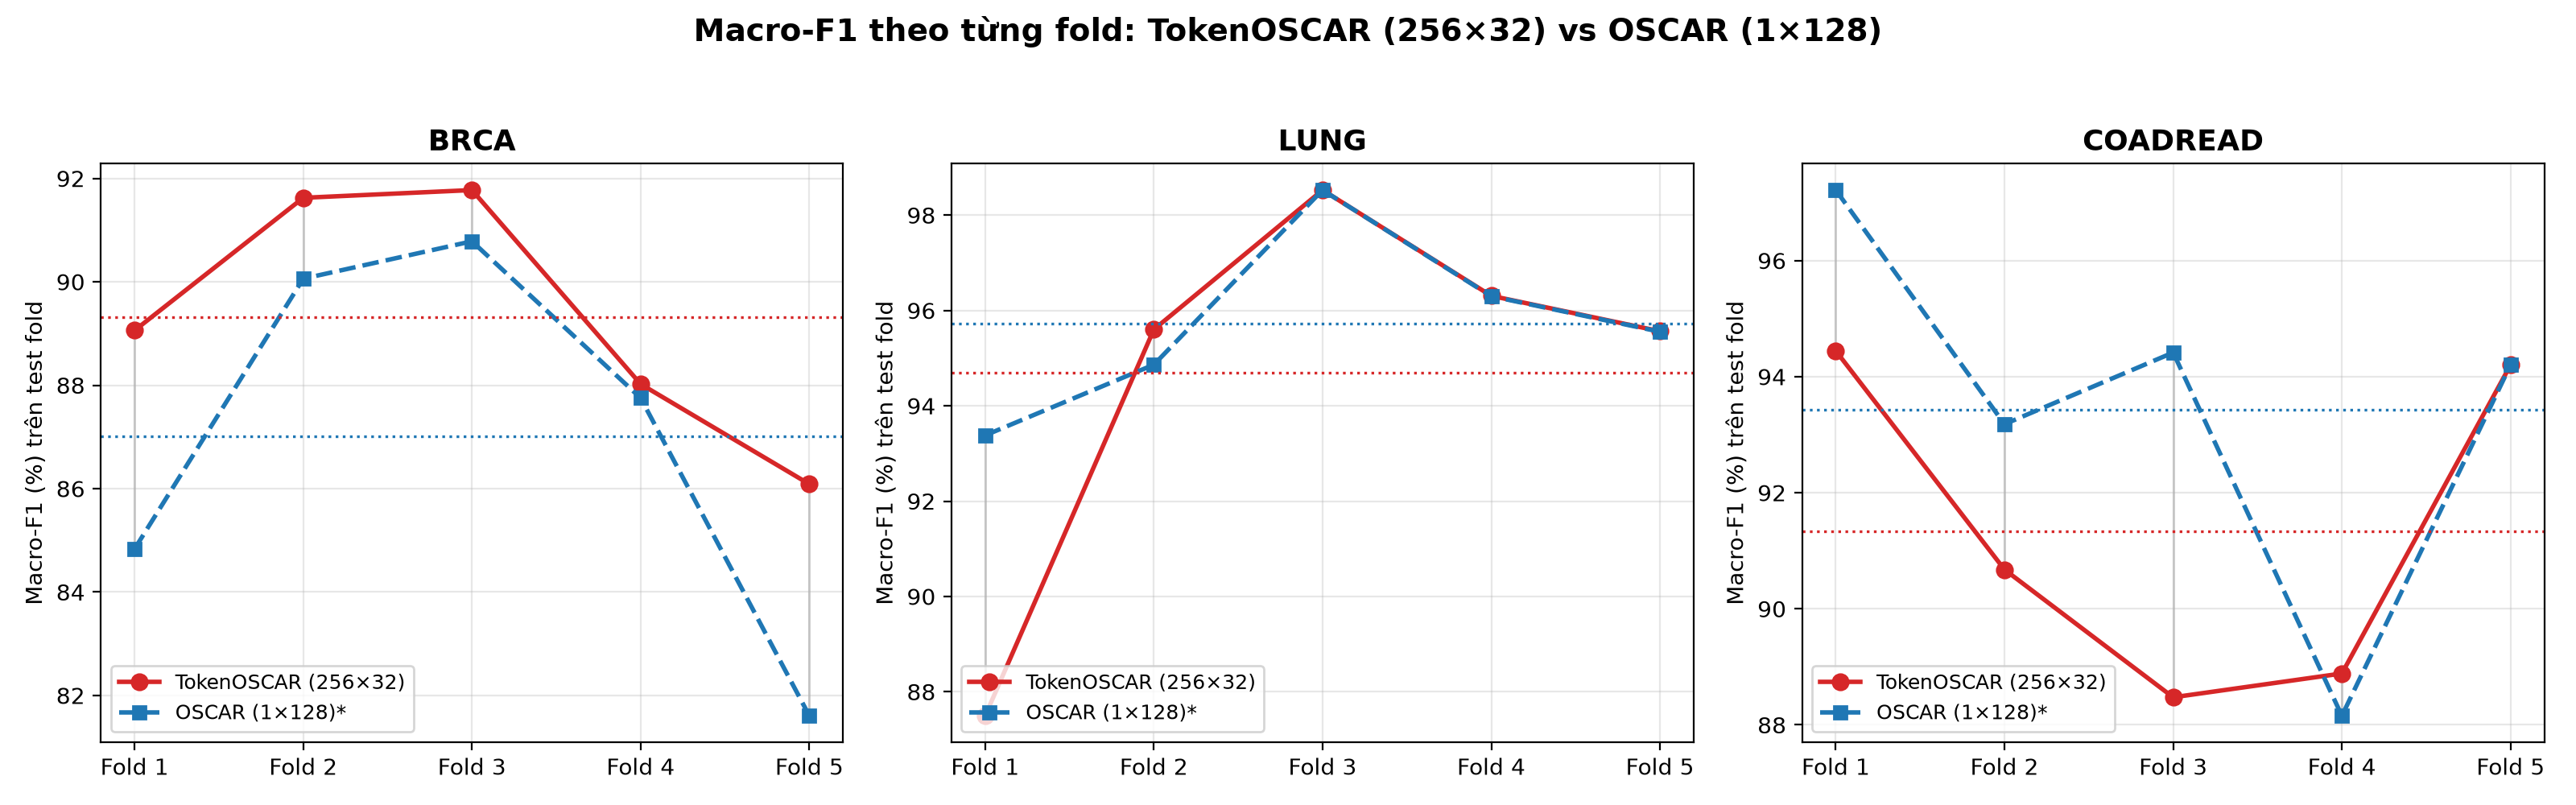 Macro-F1 theo từng fold: TokenOSCAR (256×32) vs OSCAR (1×128)
BRCA
Macro-F1 (%) trên test fold
92
90
88
86
84
82
TokenOSCAR (256×32)
OSCAR (1×128)*
Fold 1 Fold 2 Fold 3 Fold 4 Fold 5
LUNG
Macro-F1 (%) trên test fold
98
96
94
92
90
88
TokenOSCAR (256×32)
OSCAR (1×128)*
Fold 1 Fold 2 Fold 3 Fold 4 Fold 5
COADREAD
Macro-F1 (%) trên test fold
96
94
92
90
88
TokenOSCAR (256×32)
OSCAR (1×128)*
Fold 1 Fold 2 Fold 3 Fold 4 Fold 5